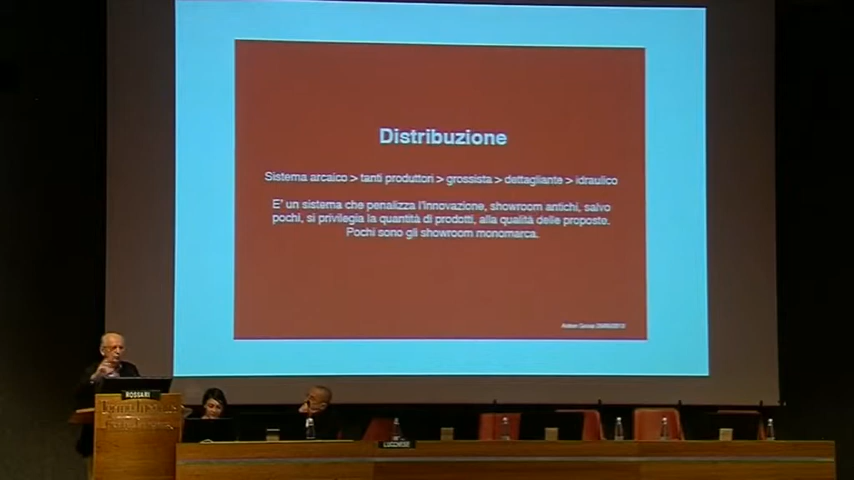 Distribuzione
Sistema arcaico > tanti produttori > grossista > dettagliante > idraulico
E' un sistema che penalizza l'innovazione, showroom antichi, salvo
pochi, si privilegia la quantità di prodotti, alla qualità delle proposte.
Pochi sono gli showroom monomarca.
ROSSARI
LUCCHESE